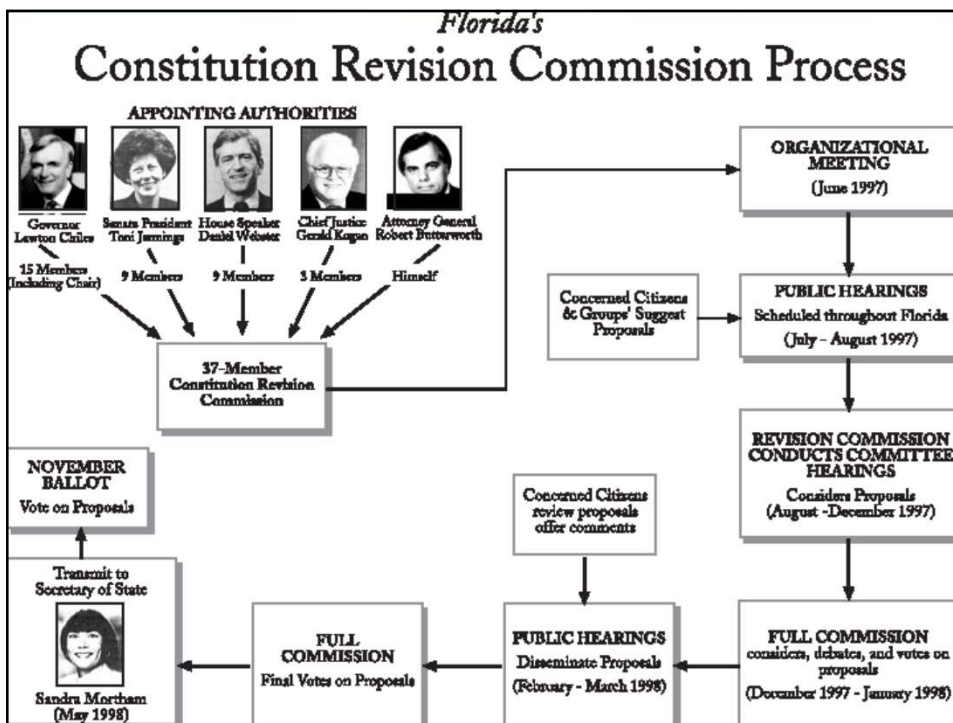 Florida's
Constitution Revision Commission Process
APPOINTING AUTHORITIES
Governor
Lawton Chiles
Senate President
Toni Jennings
House Speaker
Daniel Webster
Chief Justice
Gerald Kogan
Attorney General
Robert Butterworth
15 Members
(Including Chair)
9 Members
9 Members
3 Members
Himself
37-Member
Constitution Revision
Commission
ORGANIZATIONAL
MEETING
(June 1997)
Concerned Citizens
& Groups' Suggest
Proposals
PUBLIC HEARINGS
Scheduled throughout Florida
(July - August 1997)
REVISION COMMISSION
CONDUCTS COMMITTEE
HEARINGS
Considers Proposals
(August -December 1997)
FULL COMMISSION
considers, debates, and votes on
proposals
(December 1997 - January 1998)
Concerned Citizens
review proposals
offer comments
PUBLIC HEARINGS
Disseminate Proposals
(February - March 1998)
FULL
COMMISSION
Final Votes on Proposals
Transmit to
Secretary of State
Sandra Mortham
(May 1998)
NOVEMBER
BALLOT
Vote on Proposals